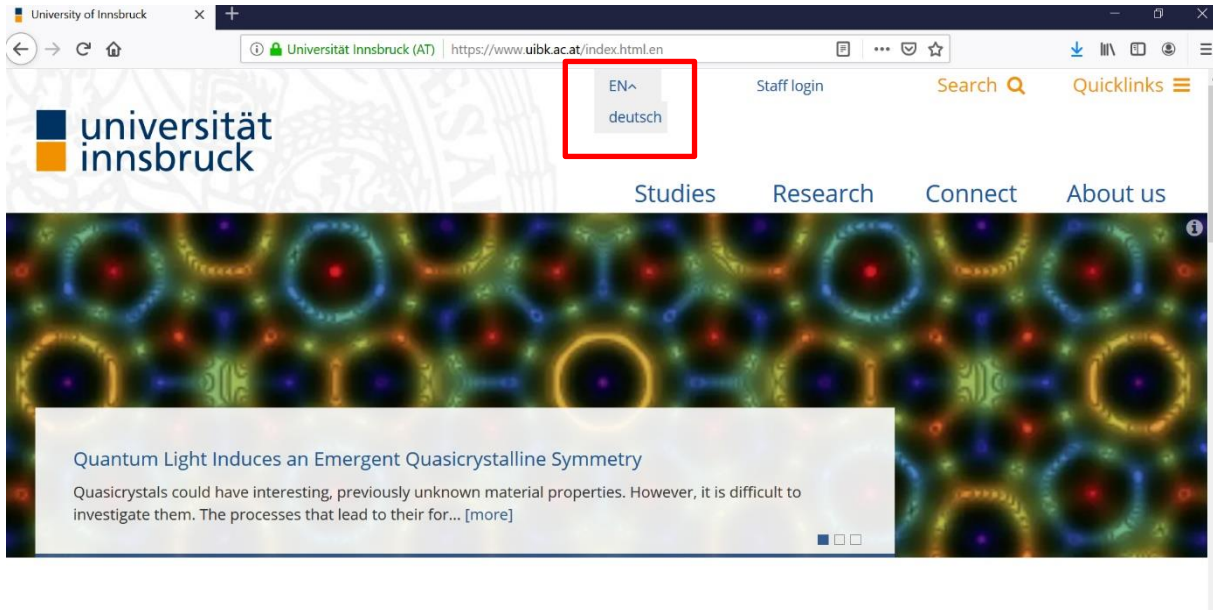 University of Innsbruck
Universität Innsbruck (AT) https://www.uibk.ac.at/index.html.en
EN Staff login Search Quicklinks
deutsch
universität
innsbruck
Studies Research Connect About us
Quantum Light Induces an Emergent Quasicrystalline Symmetry
Quasicrystals could have interesting, previously unknown material properties. However, it is difficult to
investigate them. The processes that lead to their for... [more]